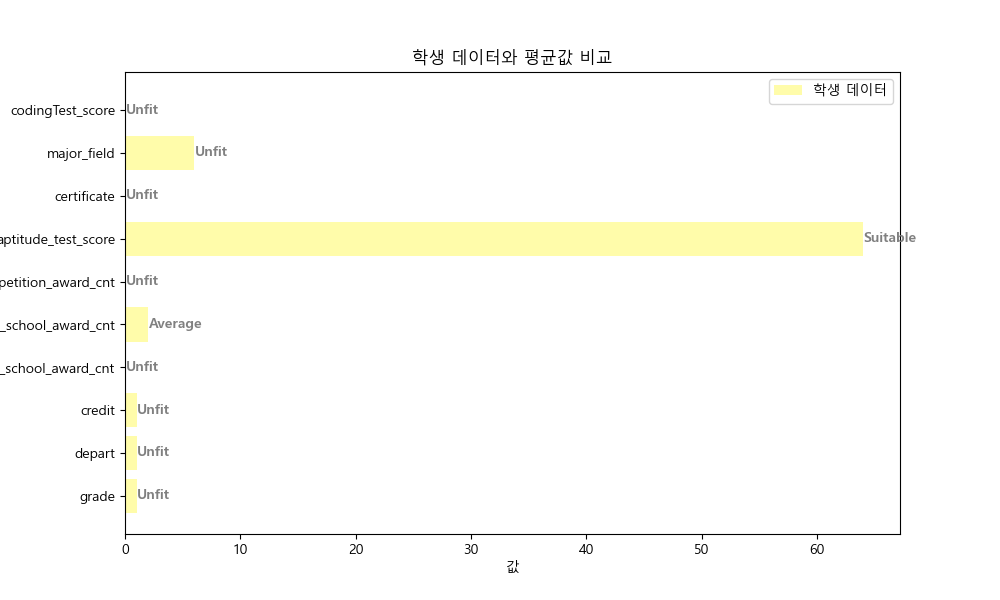 학생 데이터와 평균값 비교
학생 데이터
codingTest_score Unfit
major_field Unfit
certificate Unfit
aptitude_test_score Suitable
petition_award_cnt Unfit
_school_award_cnt Average
_school_award_cnt Unfit
credit Unfit
depart Unfit
grade Unfit
0 10 20 30 40 50 60
값